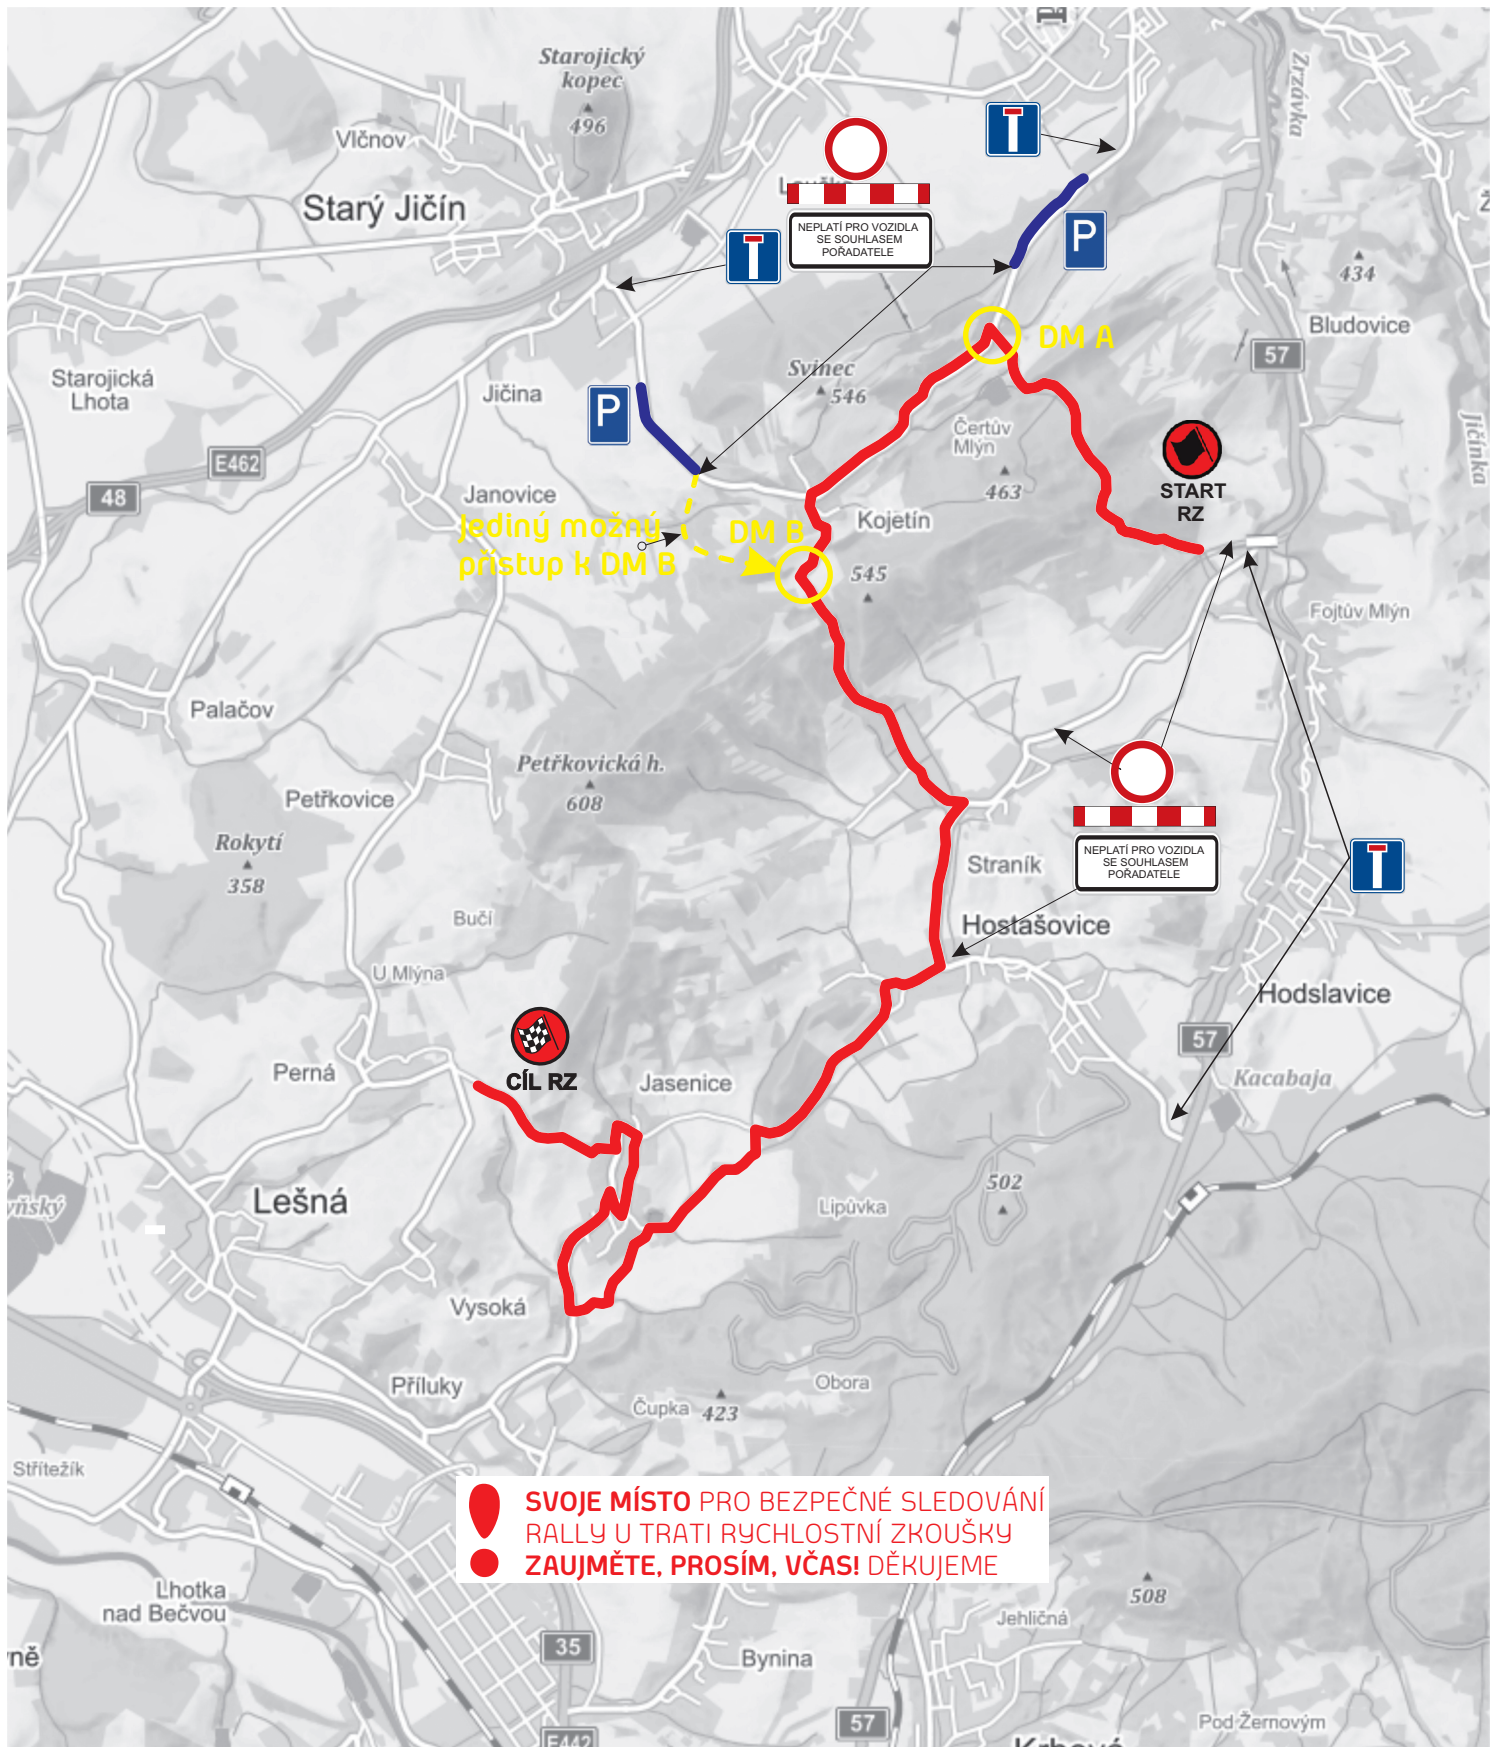 Starojický
kopec
496
Vlčnov
Starý Jičín
Zrzávka
NEPLATÍ PRO VOZIDLA
SE SOUHLASEM
POŘADATELE
P
434
Bludovice
57
DM A
Starojická
Lhota
Jičina
P
Svinec
546
Čertův
Mlýn
463
Jičínka
E462
48
Janovice
START
RZ
Jediný možný
přístup k DM B
DM B
Kojetín
545
Fojtův Mlýn
Palačov
Petřkovická h.
608
Petřkovice
Rokytí
358
NEPLATÍ PRO VOZIDLA
SE SOUHLASEM
POŘADATELE
Straník
Bučí
Hostašovice
U Mlýna
Hodslavice
57
CÍL RZ
Perná
Jasenice
Kacabaja
Lešná
502
Lipůvka
Vysoká
Příluky
Obora
Čupka
423
Střítežík
SVOJE MÍSTO PRO BEZPEČNÉ SLEDOVÁNÍ
RALLY U TRATI RYCHLOSTNÍ ZKOUŠKY
ZAUJMĚTE, PROSÍM, VČAS! DĚKUJEME
Lhotka
nad Bečvou
508
Jehličná
35
Bynina
57
Pod Žernovým
E442